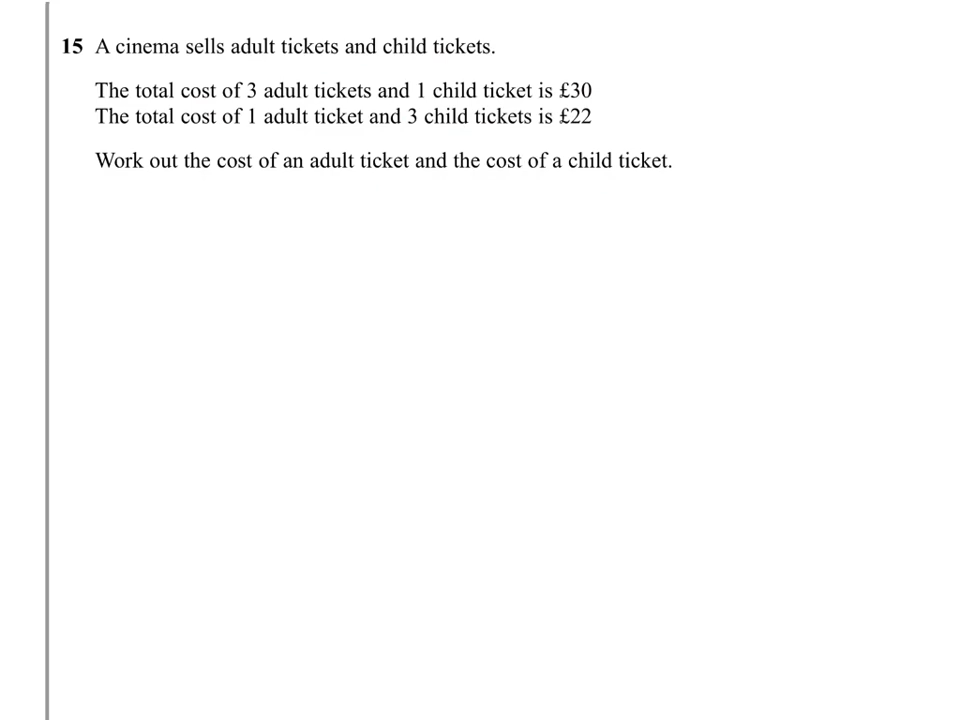 15 A cinema sells adult tickets and child tickets.
The total cost of 3 adult tickets and 1 child ticket is £30
The total cost of 1 adult ticket and 3 child tickets is £22
Work out the cost of an adult ticket and the cost of a child ticket.